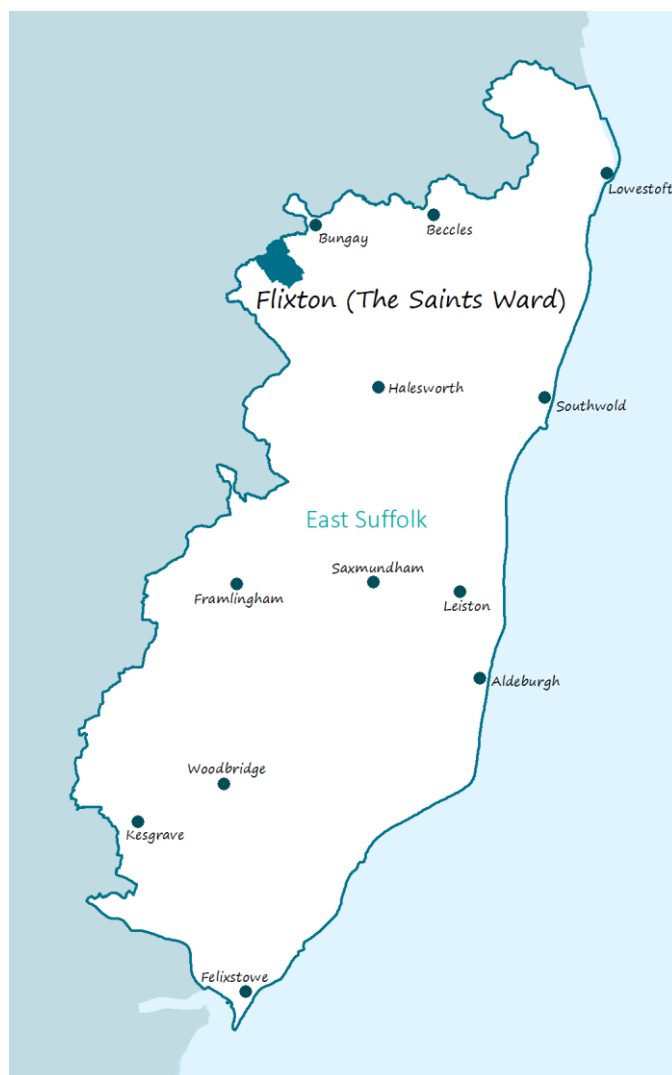 Lowestoft
Beccles
Bungay
Flixton (The Saints Ward)
Halesworth
Southwold
East Suffolk
Saxmundham
Framlingham
Leiston
Aldeburgh
Woodbridge
Kesgrave
Felixstowe